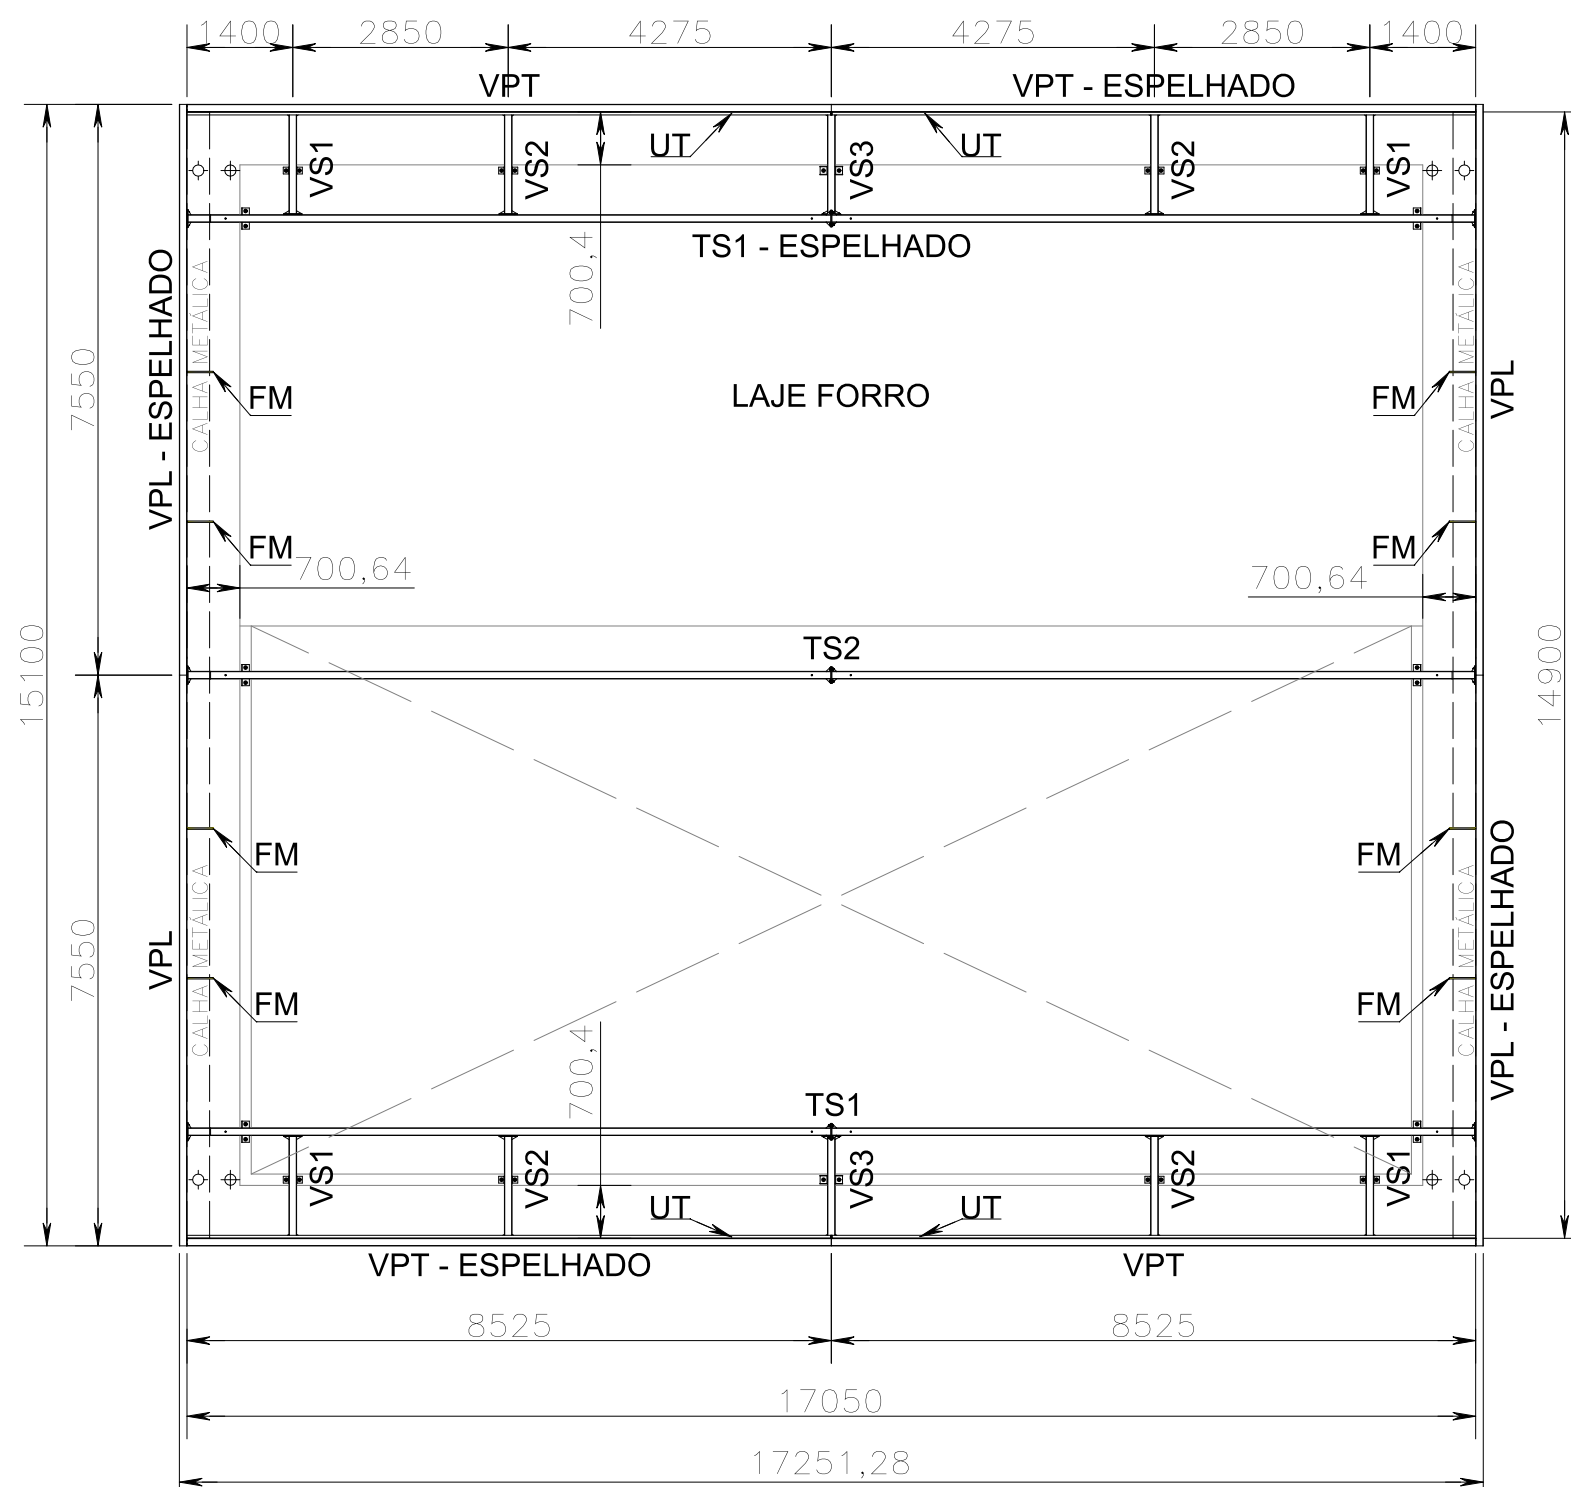 1400 2850 4275 4275 2850 1400
VPT VPT - ESPELHADO
UT UT
VS1 VS2 VS3 VS2 VS1
TS1 - ESPELHADO
700,4
VPL - ESPELHADO
CALHA METÁLICA
CALHA METÁLICA
VPL
7550
FM FM
LAJE FORRO
FM FM
700,64 700,64
15100
14900
TS2
FM FM
7550
VPL
CALHA METÁLICA
CALHA METÁLICA
VPL - ESPELHADO
FM FM
700,4
TS1
VS1 VS2 VS3 VS2 VS1
UT UT
VPT - ESPELHADO VPT
8525 8525
17050
17251,28